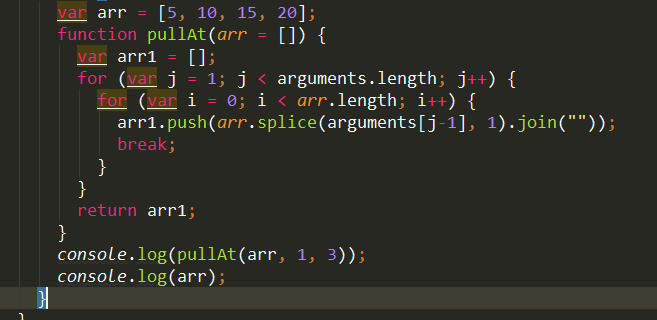 var arr = [5, 10, 15, 20];
function pullAt(arr = []) {
var arr1 = [];
for (var j = 1; j < arguments.length; j++) {
for (var i = 0; i < arr.length; i++) {
arr1.push(arr.splice(arguments[j-1], 1).join(""));
break;
}
}
return arr1;
}
console.log(pullAt(arr, 1, 3));
console.log(arr);
}